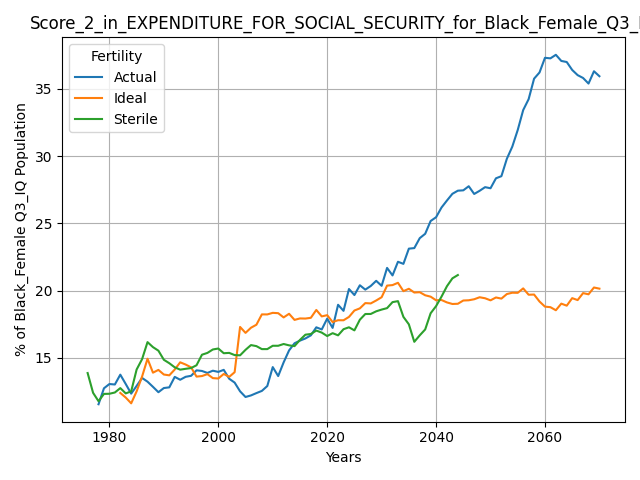 Score_2_in_EXPENDITURE_FOR_SOCIAL_SECURITY_for_Black_Female_Q3_I
Fertility
Actual
Ideal
Sterile
% of Black_Female Q3_IQ Population
35
30
25
20
15
1980 2000 2020 2040 2060
Years